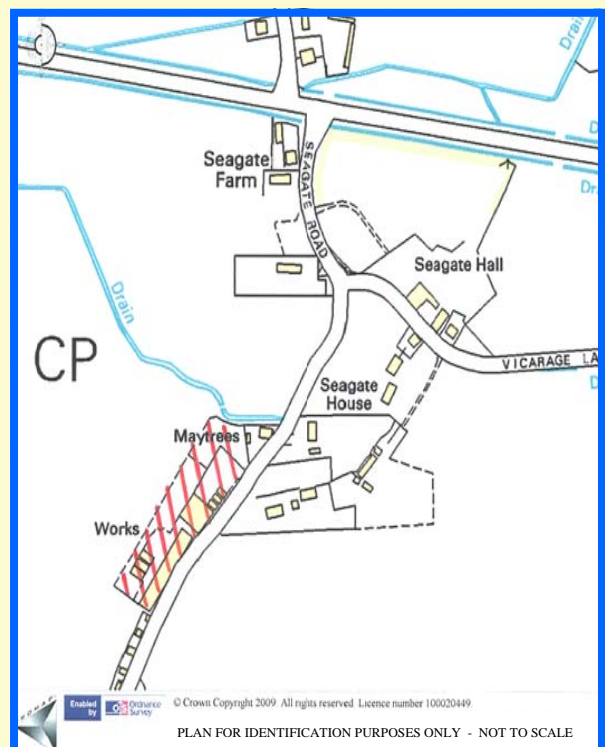 Drain
D
Dr
SEAGATE ROAD
Seagate
Farm
Seagate Hall
Drain
CP
VICARAGE LA
D
Seagate
House
Maytrees
Works
Enabled
by
OS Ordnance
Survey
© Crown Copyright 2009 All rights reserved Licence number 100020449.
PLAN FOR IDENTIFICATION PURPOSES ONLY - NOT TO SCALE